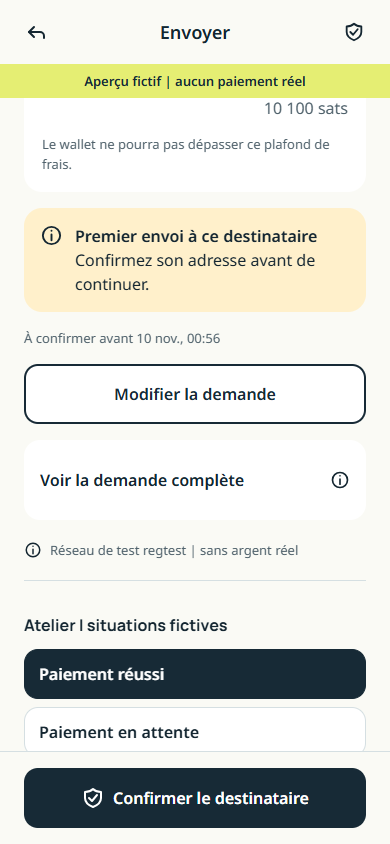 Envoyer
Aperçu fictif | aucun paiement réel
10 100 sats
Le wallet ne pourra pas dépasser ce plafond de
frais.
Premier envoi à ce destinataire
Confirmez son adresse avant de
continuer.
À confirmer avant 10 nov., 00:56
Modifier la demande
Voir la demande complète
Réseau de test regtest | sans argent réel
Atelier | situations fictives
Paiement réussi
Paiement en attente
Confirmer le destinataire